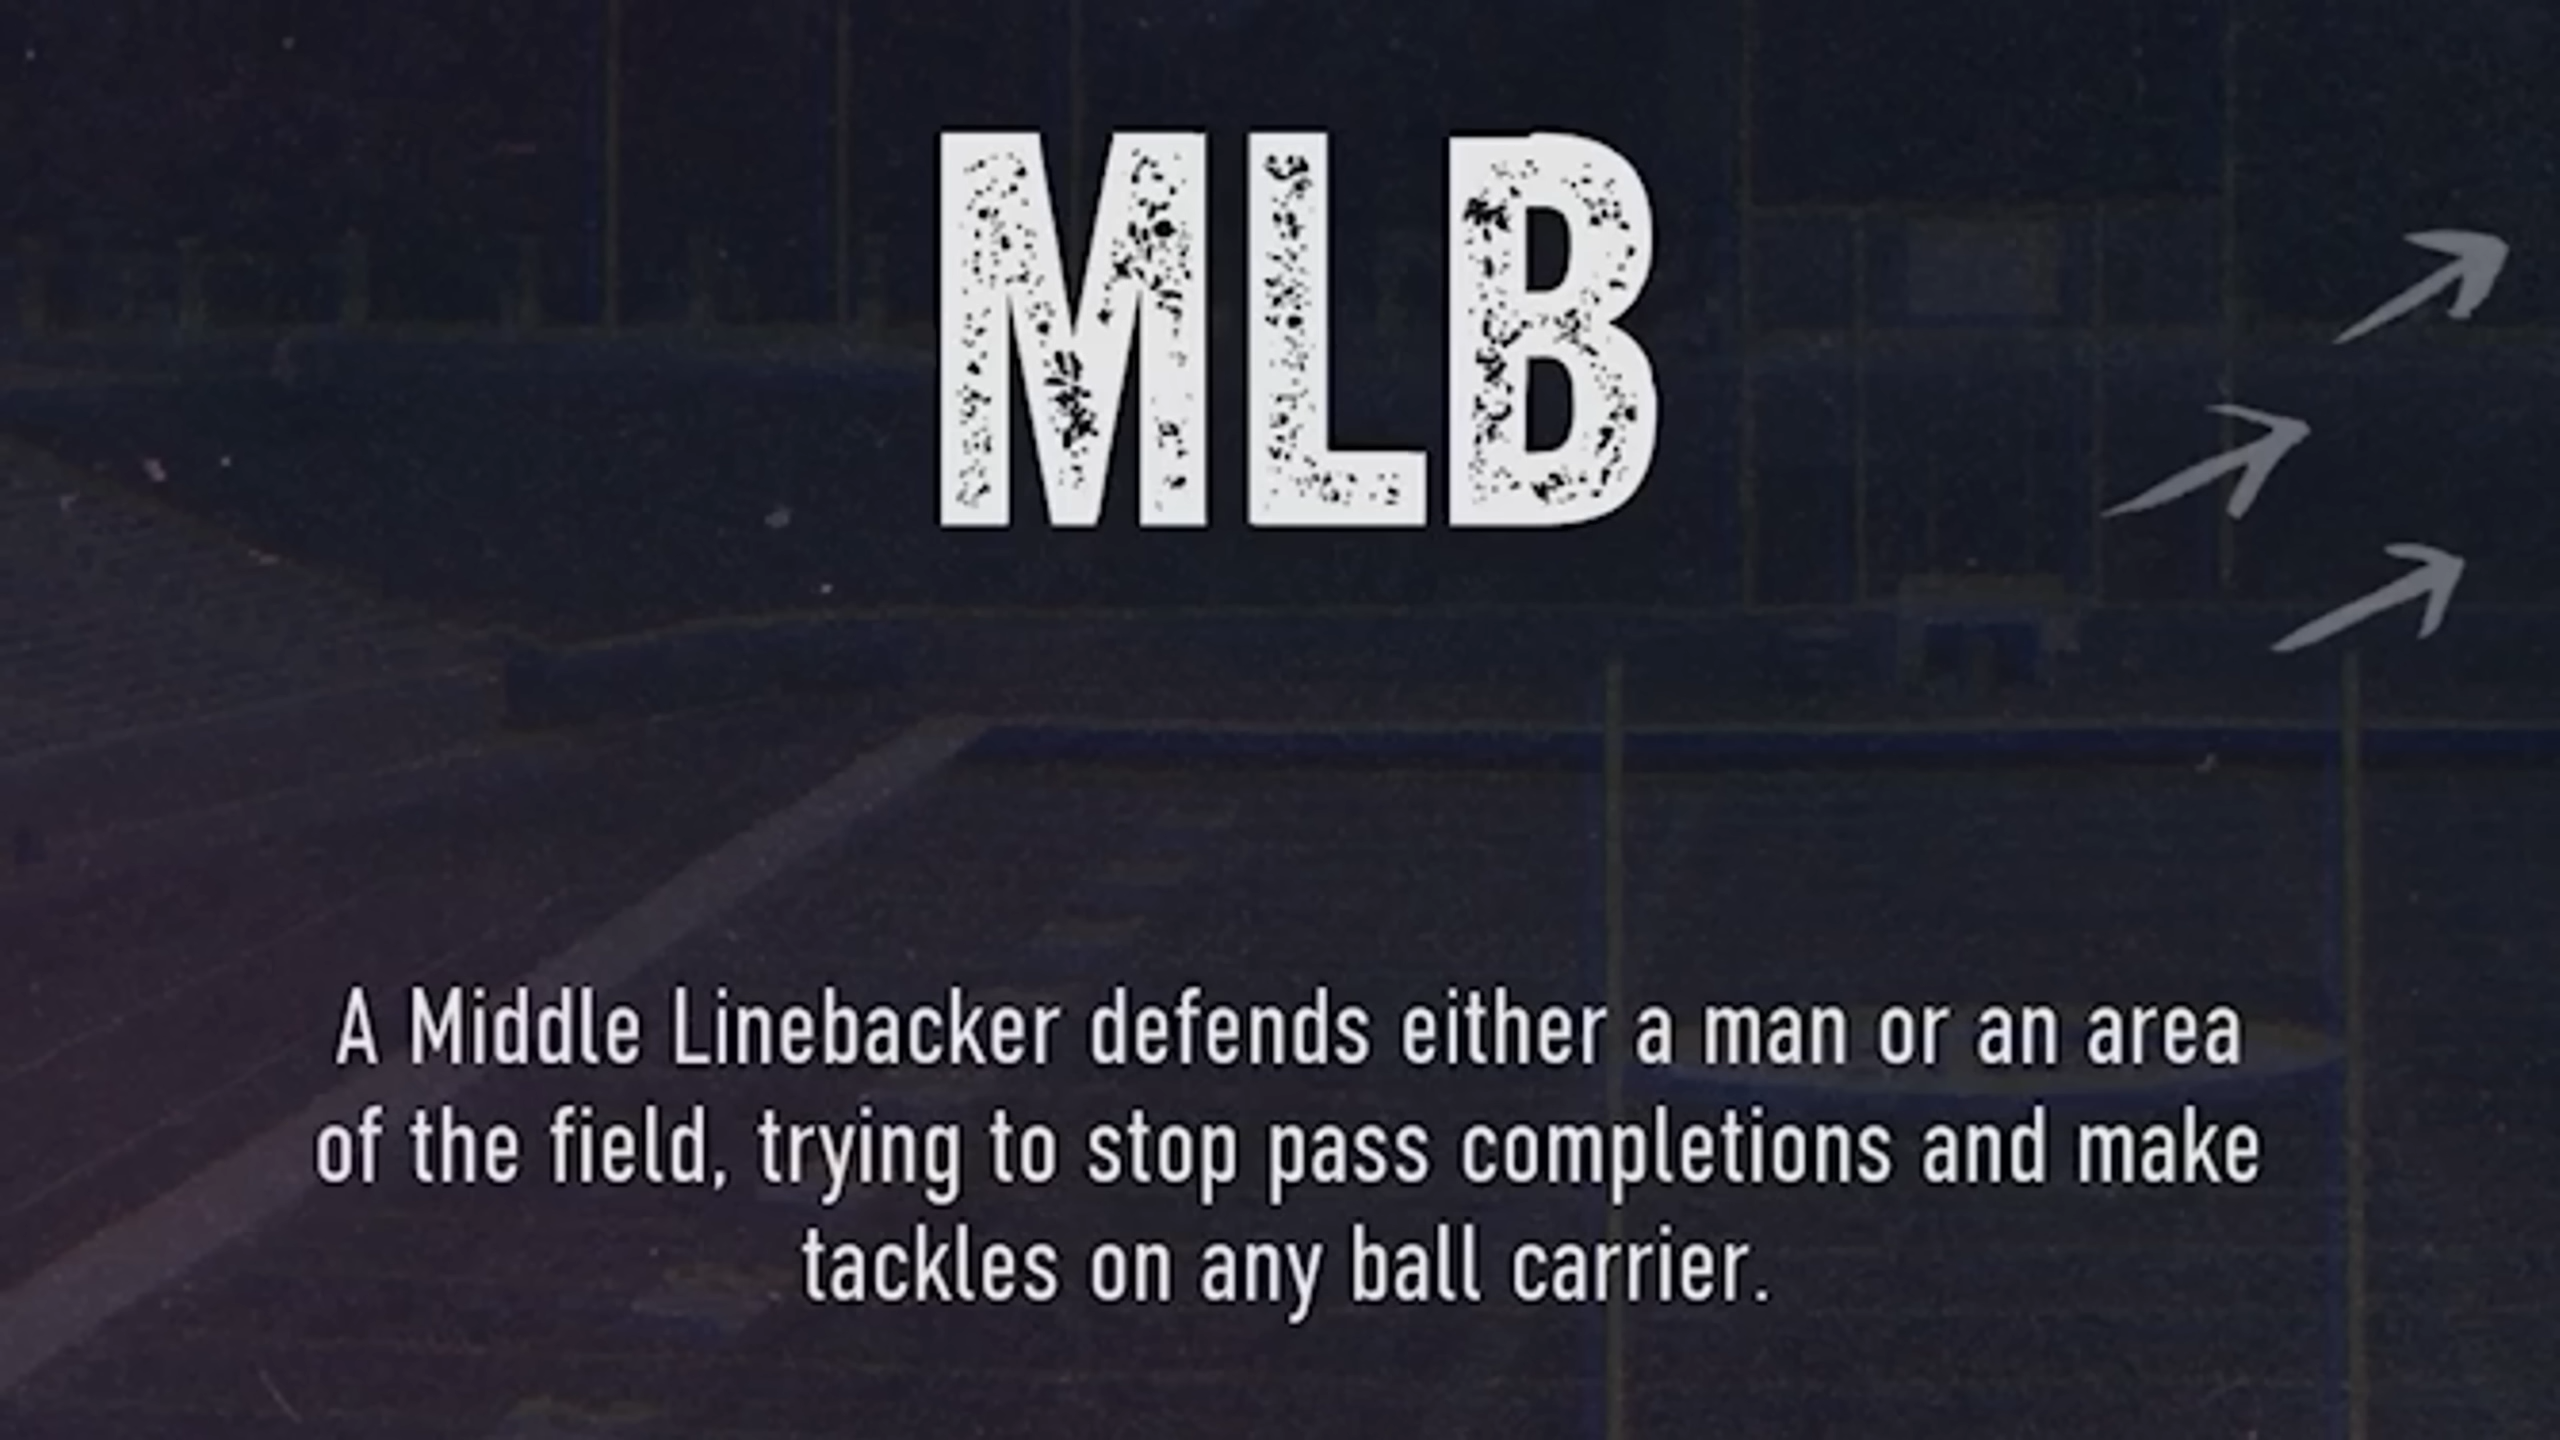 MLB
A Middle Linebacker defends either a man or an area
of the field, trying to stop pass completions and make
tackles on any ball carrier.